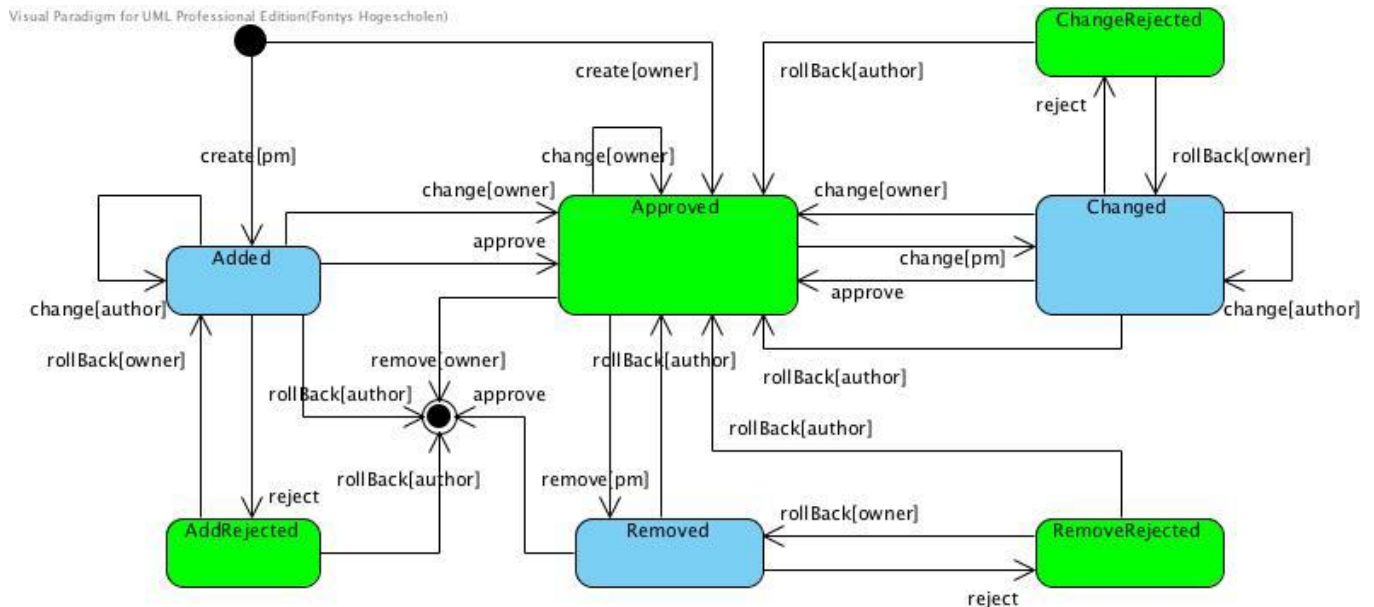 Visual Paradigm for UML Professional Edition(Fontys Hogescholen)
ChangeRejected
create[owner]
rollBack[author]
reject
create[pm]
change[owner]
rollBack[owner]
change[owner]
change[owner]
Approved
Changed
approve
Added
change[pm]
approve
change[author]
change[author]
rollBack[owner]
remove[owner]
rollBack[author]
rollBack[author]
rollBack[author]
approve
rollBack[author]
rollBack[author]
remove[pm]
reject
rollBack[owner]
AddRejected
Removed
RemoveRejected
reject